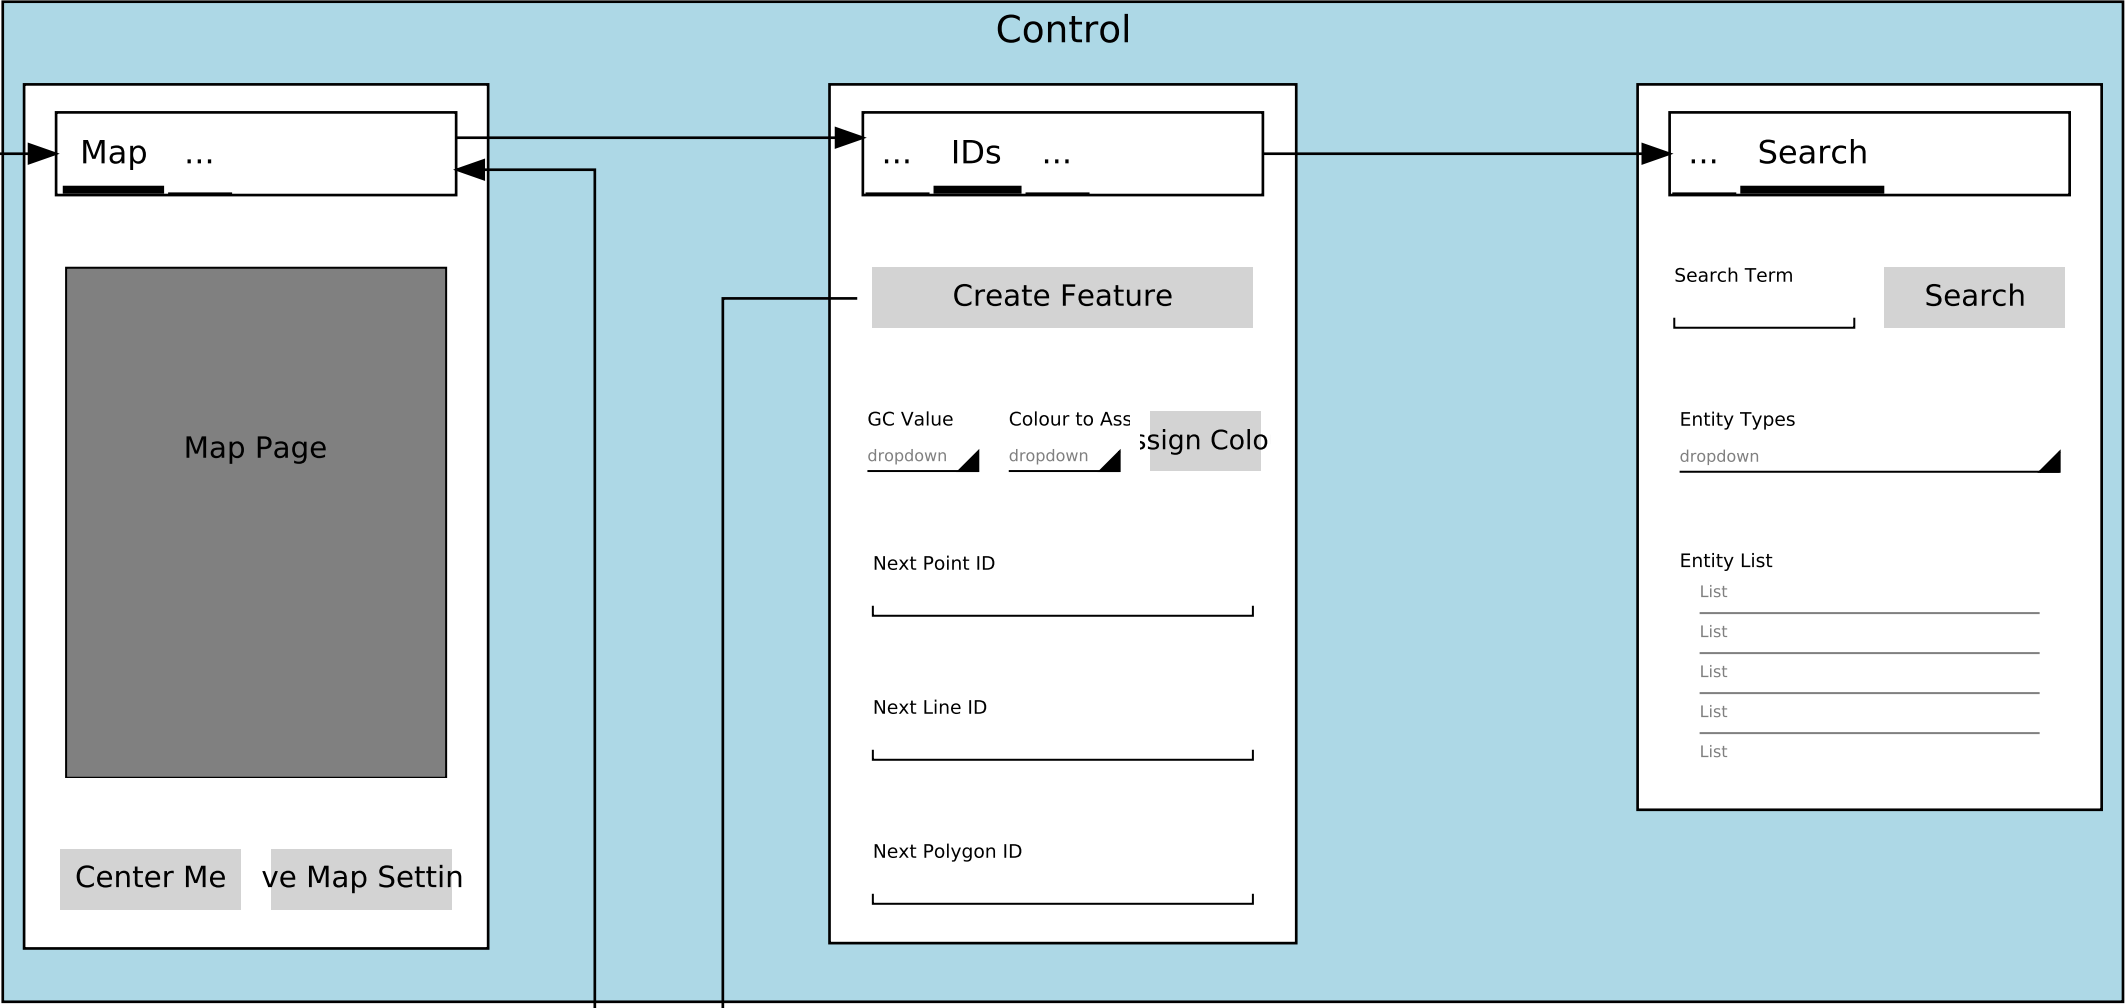 Control
Map ...
Map Page
Center Me
ve Map Settin
... IDs ...
Create Feature
GC Value
dropdown
Colour to Ass
dropdown
ssign Colo
Next Point ID
Next Line ID
Next Polygon ID
... Search
Search Term
Search
Entity Types
dropdown
Entity List
List
List
List
List
List